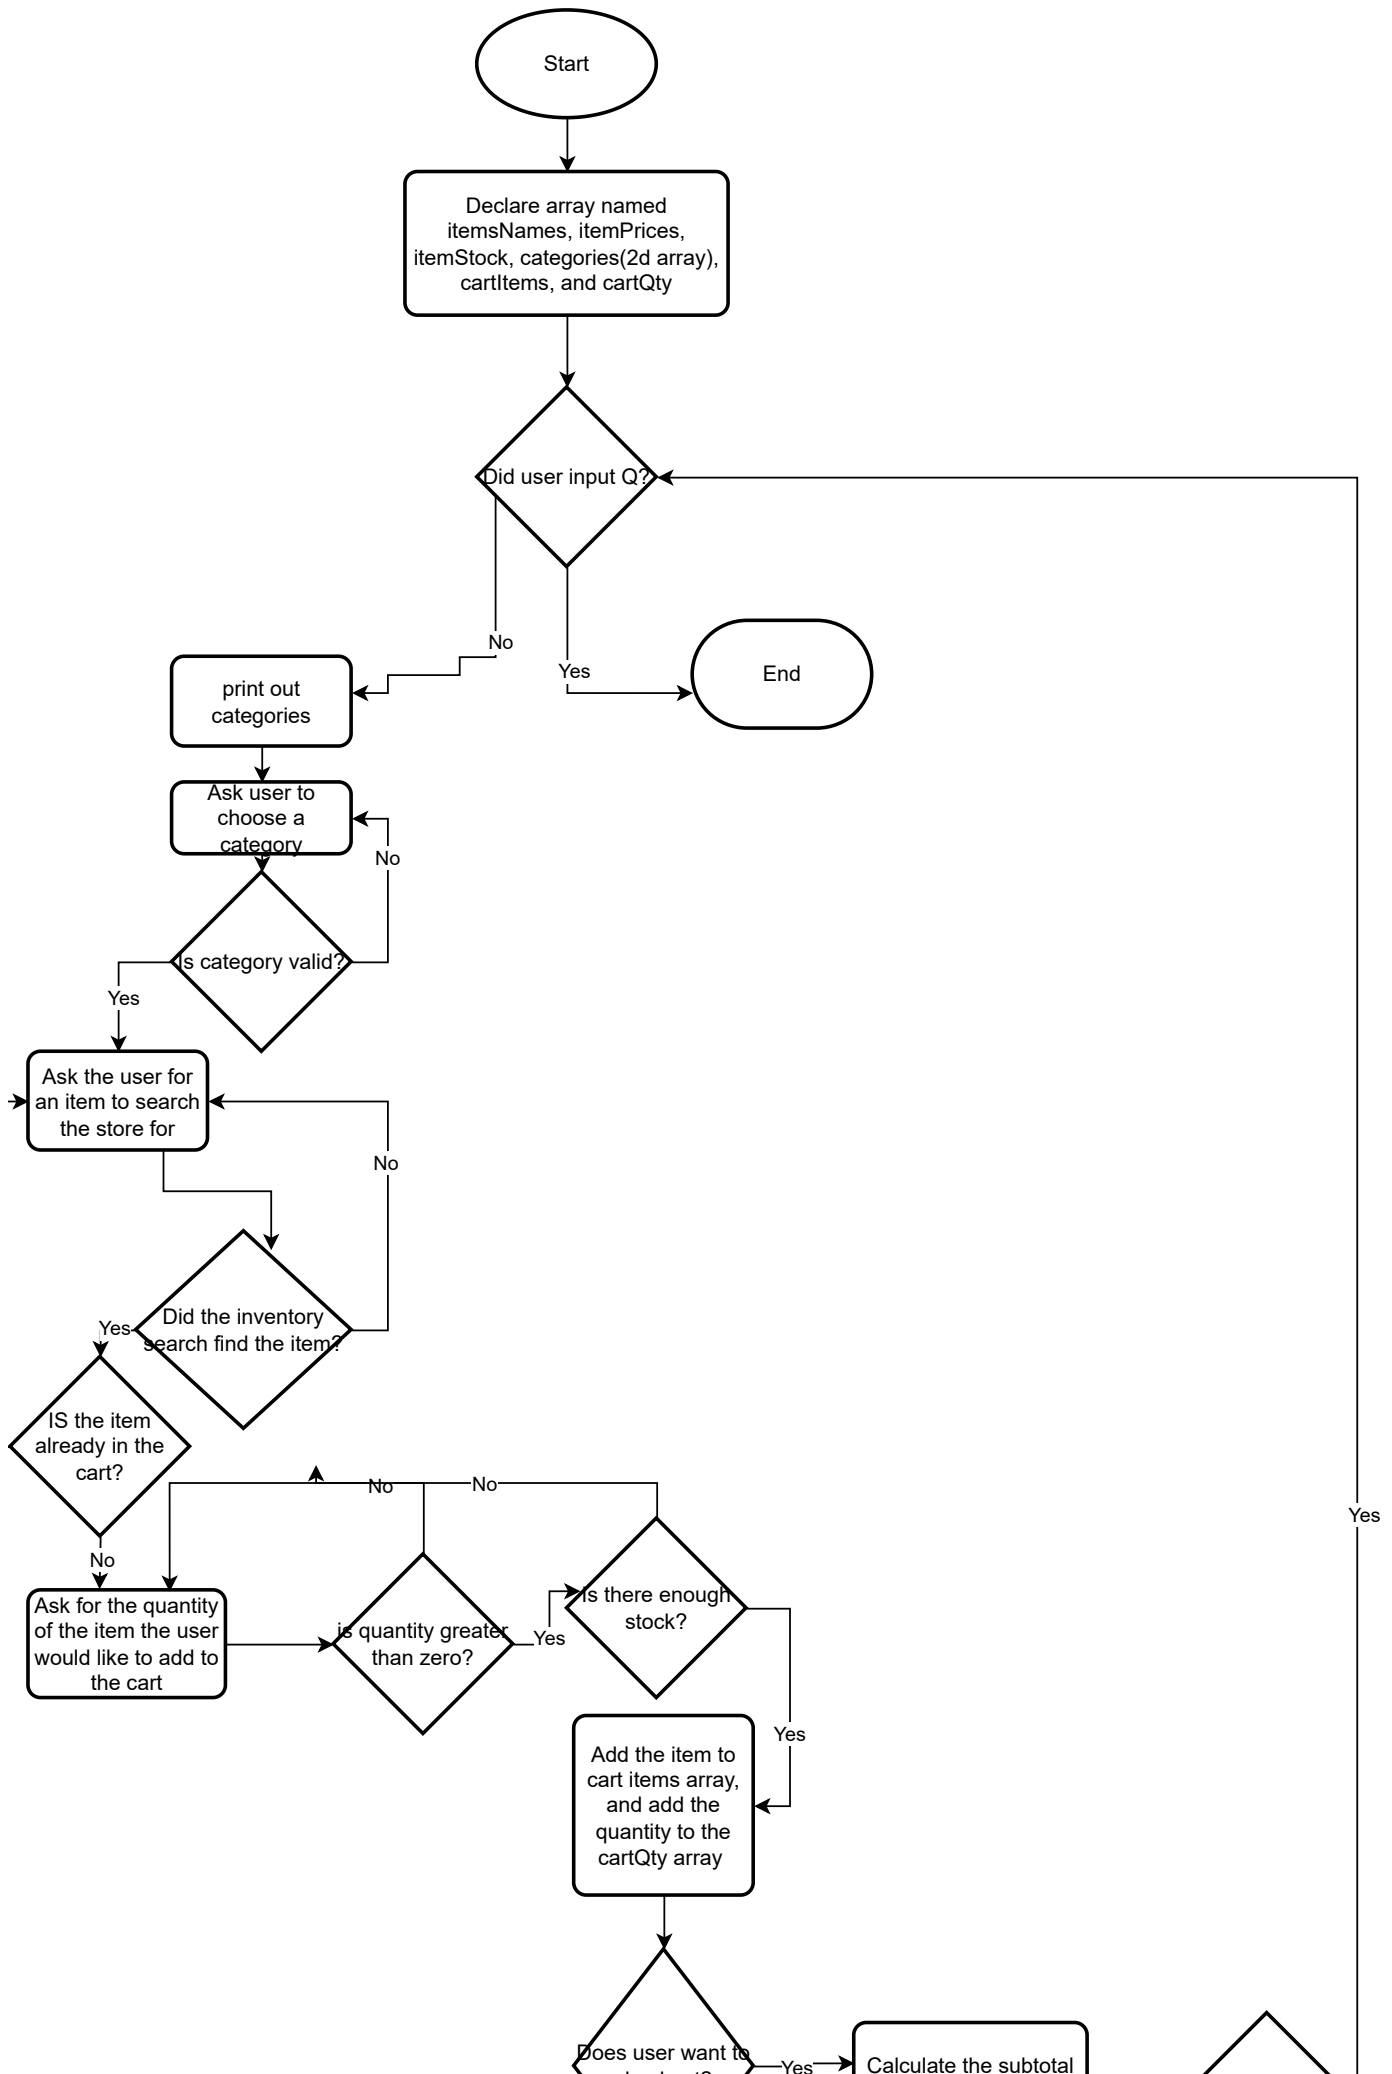 Start
Declare array named
itemsNames, itemPrices,
itemStock, categories(2d array),
cartItems, and cartQty
Did user input Q?
No
Yes
End
print out
categories
Ask user to
choose a
category
No
Is category valid?
Yes
Ask the user for
an item to search
the store for
No
Did the inventory
search find the item?
Yes
IS the item
already in the
cart?
No
No
No
Yes
Ask for the quantity
of the item the user
would like to add to
the cart
is quantity greater
than zero?
Yes
Is there enough
stock?
Yes
Add the item to
cart items array,
and add the
quantity to the
cartQty array
Does user want to
Yes
Calculate the subtotal